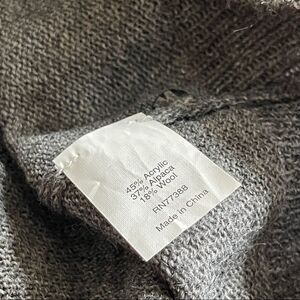 45% Acrylic
37% Alpaca
18% Wool
RN77388
Made in China